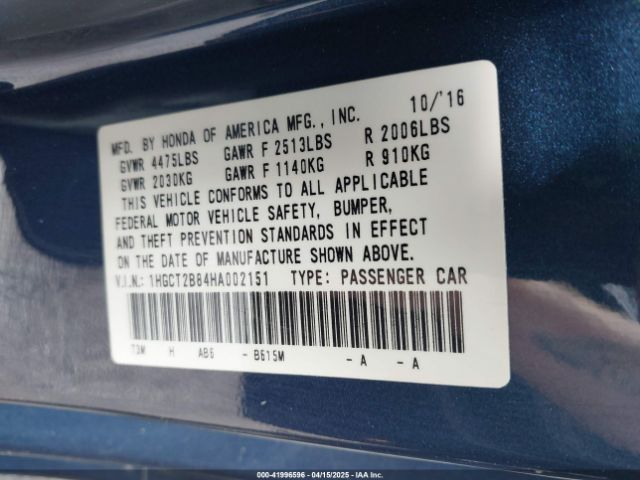 MFD. BY HONDA OF AMERICA MFG., INC. 10/'16
GVWR 4475LBS GAWR F 2513LBS R 2006LBS
GVWR 2030KG GAWR F 1140KG R 910KG
THIS VEHICLE CONFORMS TO ALL APPLICABLE
FEDERAL MOTOR VEHICLE SAFETY, BUMPER,
AND THEFT PREVENTION STANDARDS IN EFFECT
ON THE DATE OF MANUFACTURE SHOWN ABOVE.
V.I.N.: 1HGCT2B84HA002151 TYPE: PASSENGER CAR
T3M H AB6 - B615M - A - A
000-41996596 - 04/15/2025 - IAA Inc.